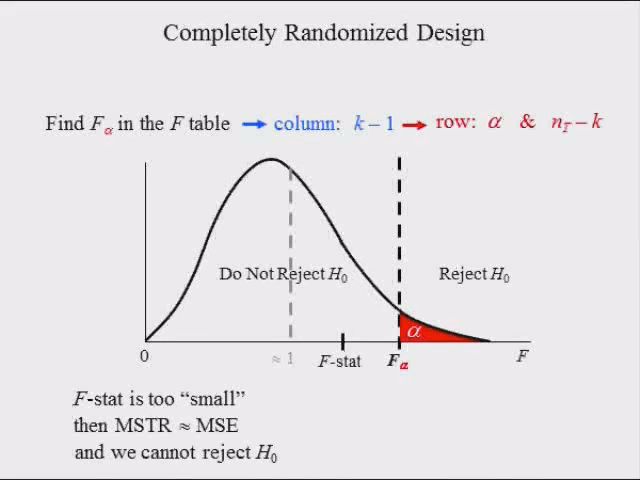 Completely Randomized Design
Find Fα in the F table → column: k – 1 → row: α & nT – k
Do Not Reject H0 Reject H0
α
0 ≈ 1 F-stat Fα F
F-stat is too “small”
then MSTR ≈ MSE
and we cannot reject H0